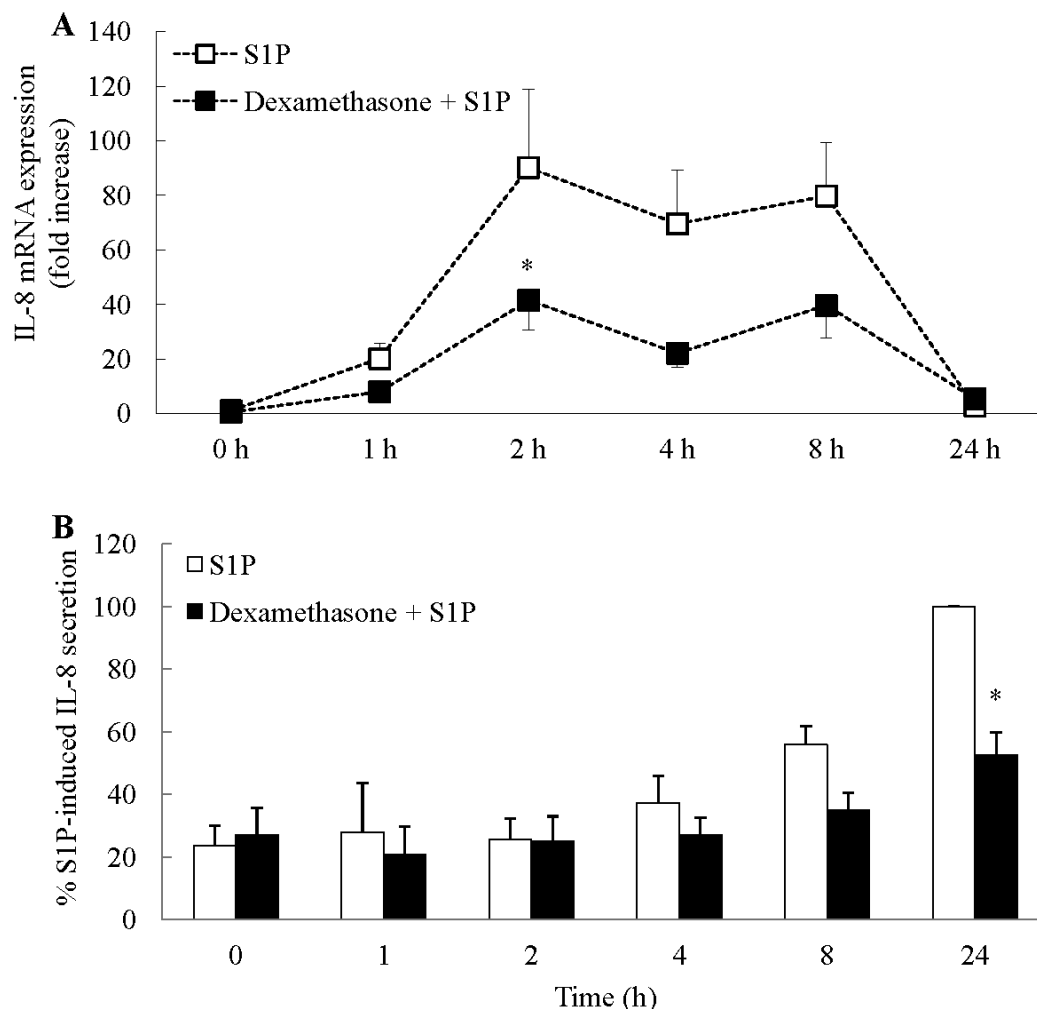 A
140
120
100
80
60
40
20
0
IL-8 mRNA expression
(fold increase)
S1P
Dexamethasone + S1P
*
0 h 1 h 2 h 4 h 8 h 24 h
B
120
100
80
60
40
20
0
% S1P-induced IL-8 secretion
S1P
Dexamethasone + S1P
*
0 1 2 4 8 24
Time (h)